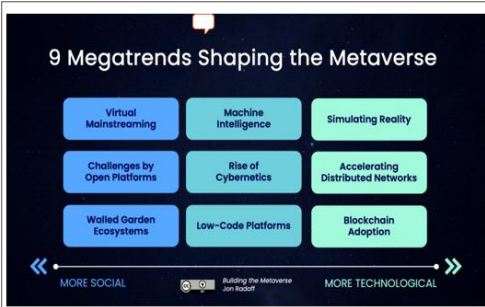 9 Megatrends Shaping the Metaverse
Virtual
Mainstreaming
Machine
Intelligence
Simulating Reality
Challenges by
Open Platforms
Rise of
Cybernetics
Accelerating
Distributed Networks
Walled Garden
Ecosystems
Low-Code Platforms
Blockchain
Adoption
MORE SOCIAL
Building the Metaverse
Jon Radoff
MORE TECHNOLOGICAL